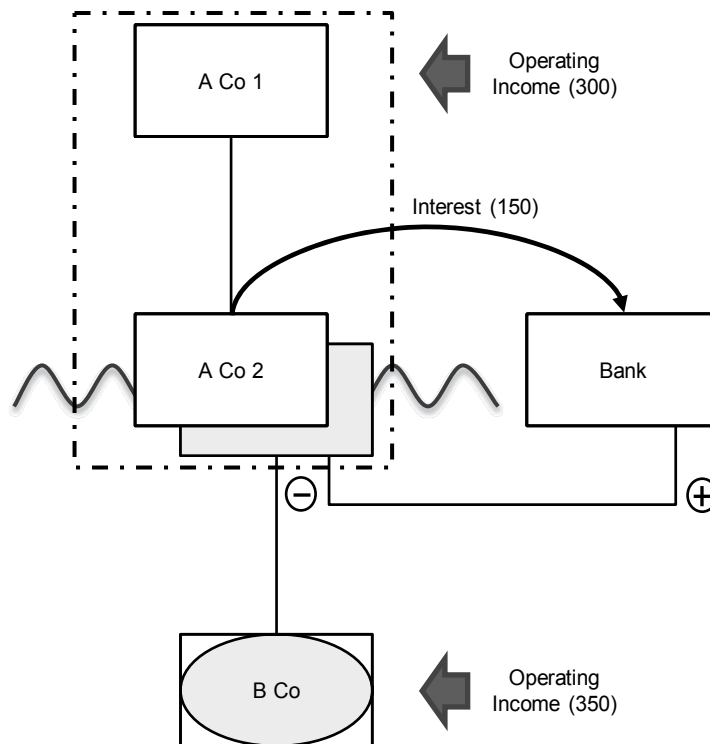 A Co 1
Operating
Income (300)
Interest (150)
A Co 2
Bank
−
+
B Co
Operating
Income (350)